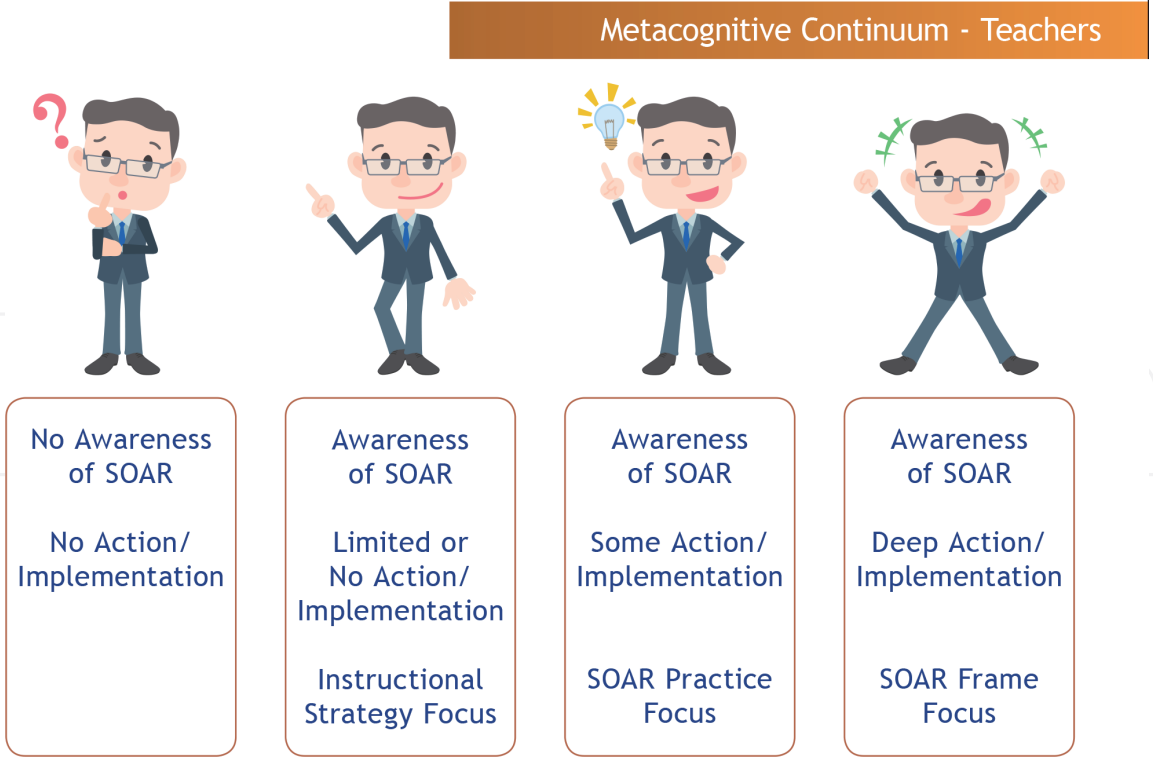 Metacognitive Continuum - Teachers
?
No Awareness
of SOAR
No Action/
Implementation
Awareness
of SOAR
Limited or
No Action/
Implementation
Instructional
Strategy Focus
Awareness
of SOAR
Some Action/
Implementation
SOAR Practice
Focus
Awareness
of SOAR
Deep Action/
Implementation
SOAR Frame
Focus